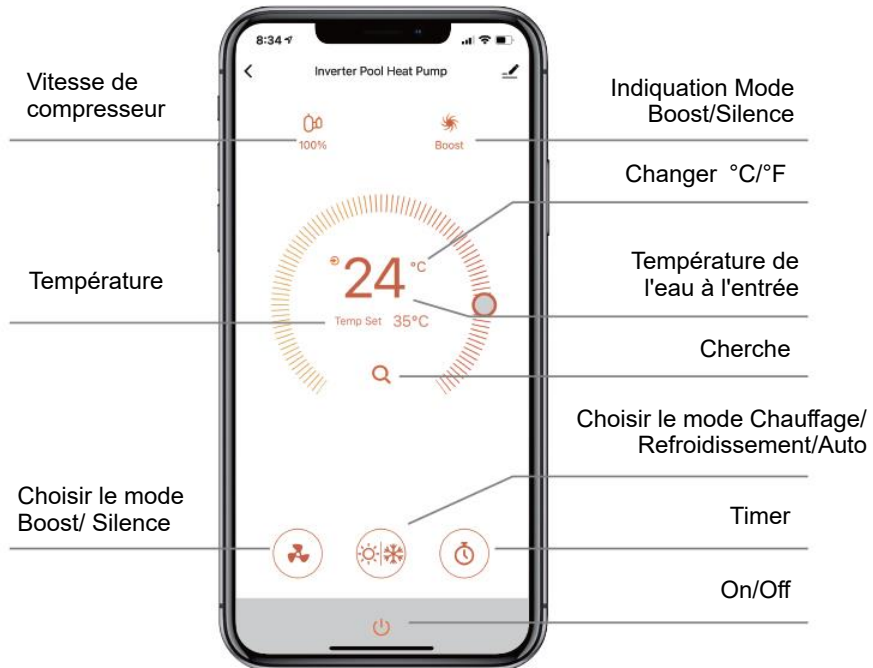 8:34
Inverter Pool Heat Pump
Vitesse de
compresseur
100%
Boost
Indiquation Mode
Boost/Silence
Changer °C/°F
Température
24 °C
Temp Set 35°C
Température de
l'eau à l'entrée
Cherche
Choisir le mode Chauffage/
Refroidissement/Auto
Choisir le mode
Boost/ Silence
Timer
On/Off